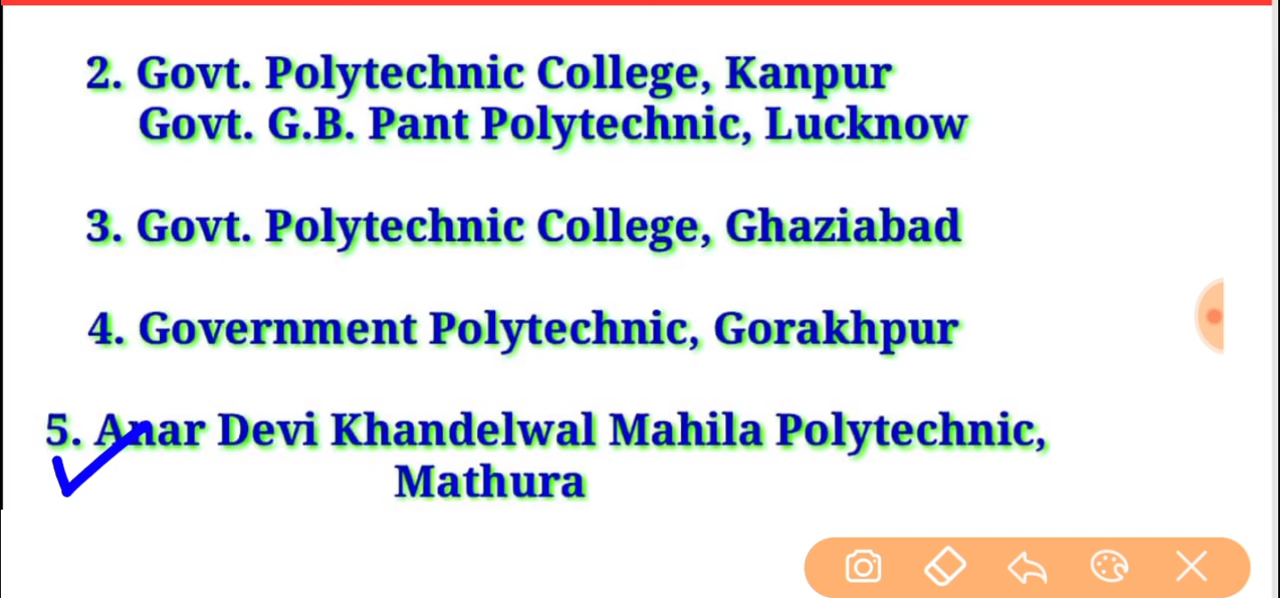 2. Govt. Polytechnic College, Kanpur
Govt. G.B. Pant Polytechnic, Lucknow
3. Govt. Polytechnic College, Ghaziabad
4. Government Polytechnic, Gorakhpur
5. Anar Devi Khandelwal Mahila Polytechnic,
Mathura